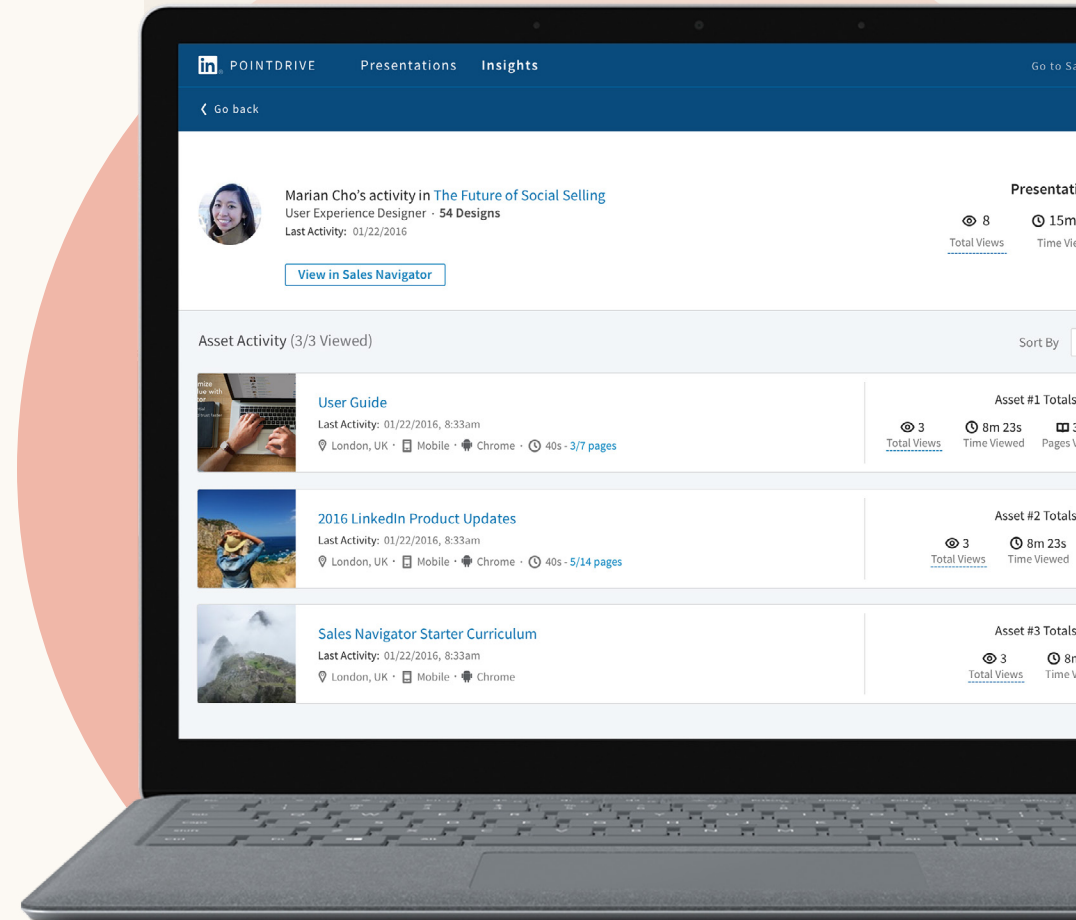 in POINTDRIVE Presentations Insights Go to Sa
Go back
Marian Cho's activity in The Future of Social Selling
User Experience Designer · 54 Designs
Last Activity: 01/22/2016
View in Sales Navigator
Presentati
8 15m
Total Views Time Vie
Asset Activity (3/3 Viewed)
Sort By
User Guide
Last Activity: 01/22/2016, 8:33am
London, UK · Mobile · Chrome · 40s - 3/7 pages
Asset #1 Totals
3 8m 23s 3
Total Views Time Viewed Pages V
2016 LinkedIn Product Updates
Last Activity: 01/22/2016, 8:33am
London, UK · Mobile · Chrome · 40s - 5/14 pages
Asset #2 Totals
3 8m 23s
Total Views Time Viewed
Sales Navigator Starter Curriculum
Last Activity: 01/22/2016, 8:33am
London, UK · Mobile · Chrome
Asset #3 Totals
3 8m
Total Views Time V